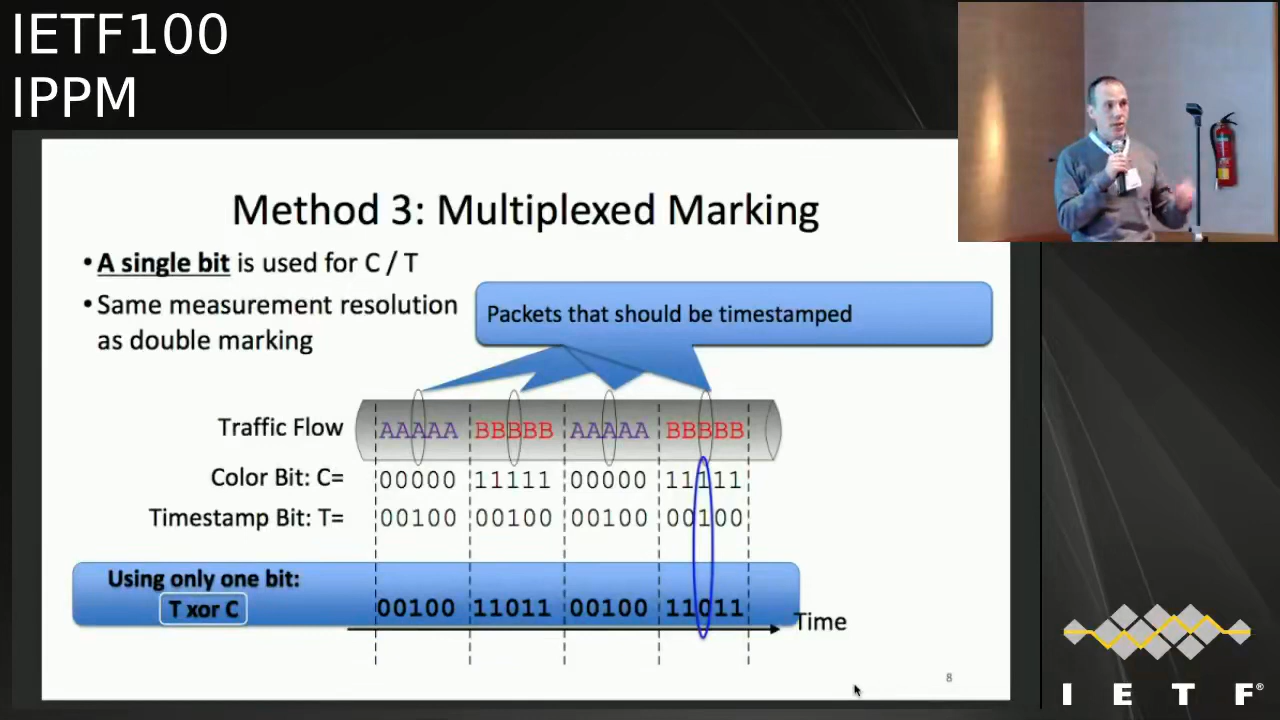 IETF100
IPPM
Method 3: Multiplexed Marking
• A single bit is used for C / T
• Same measurement resolution
as double marking
Packets that should be timestamped
Traffic Flow AAAAA BBBBB AAAAA BBBBB
Color Bit: C= 00000 11111 00000 11111
Timestamp Bit: T= 00100 00100 00100 00100
Using only one bit:
T xor C 00100 11011 00100 11011
Time
8
I E T F®